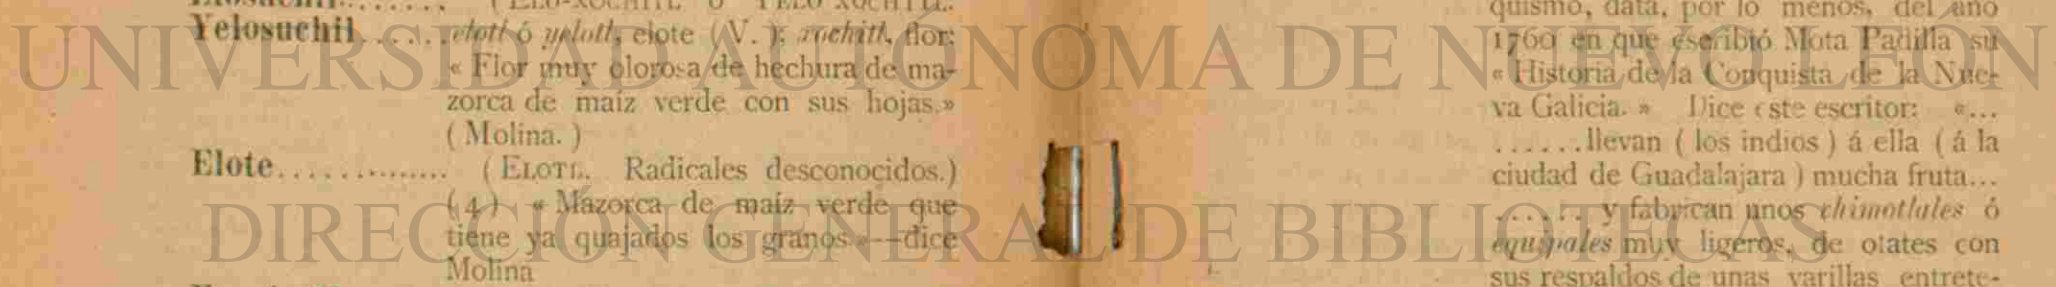 (ELO-XOCHITL ó YELO XOCHITL:
Yelosuchil.......elotl ó yelotl, elote (V. ); xochitl, flor:
« Flor muy olorosa de hechura de ma-
zorca de maíz verde con sus hojas.»
( Molina. )
Elote................ ( ELOTL. Radicales desconocidos.)
(4) « Mazorca de maiz verde que
tiene ya quajados los granos.»—dice
Molina
quismo, data, por lo menos, del año
1760 en que escribió Mota Padilla su
« Historia de la Conquista de la Nue-
va Galicia. » Dice este escritor: «...
......llevan ( los indios ) á ella ( á la
ciudad de Guadalajara ) mucha fruta...
...... y fabrican unos chimotlales ó
equipales muy ligeros, de otates con
sus respaldos de unas varillas entrete-
UNIVERSIDAD AUTÓNOMA DE NUEVO LEÓN
DIRECCIÓN GENERAL DE BIBLIOTECAS